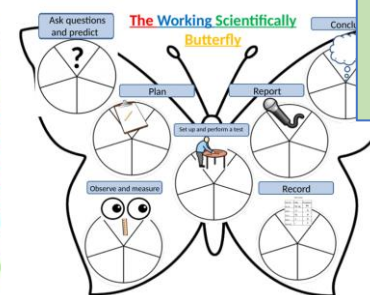 Ask questions
and predict
The Working Scientifically
Butterfly
Plan
Report
Set up and perform a test
Observe and measure
Record